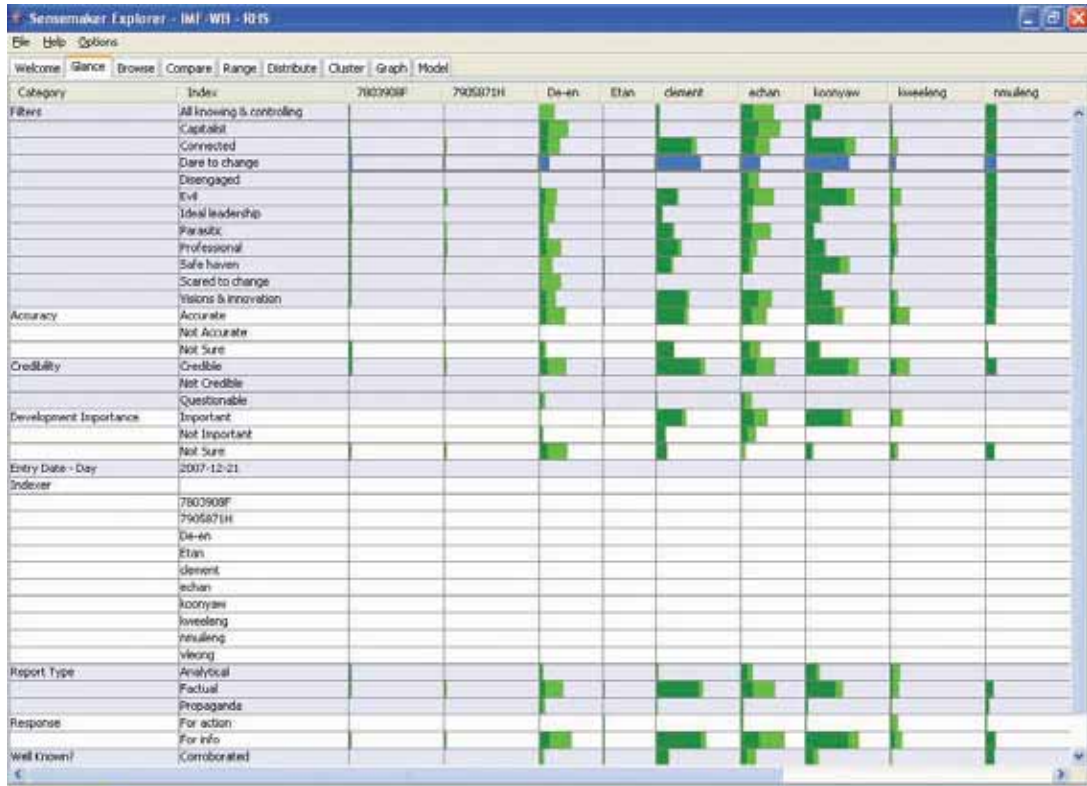 Sensemaker Explorer - IMF-WB - RHS
File Help Options
Welcome Glance Browse Compare Range Distribute Cluster Graph Model
Category Index 7803908F 7905871H De-en Etan clement echan koonyaw kweeleng nmuileng
Filters All knowing & controlling
Capitalist
Connected
Dare to change
Disengaged
Evil
Ideal leadership
Parasitic
Professional
Safe haven
Scared to change
Visions & innovation
Accuracy Accurate
Not Accurate
Not Sure
Credibility Credible
Not Credible
Questionable
Development Importance Important
Not Important
Not Sure
Entry Date - Day 2007-12-21
Indexer
7803908F
7905871H
De-en
Etan
clement
echan
koonyaw
kweeleng
nmuileng
vleong
Report Type Analytical
Factual
Propaganda
Response For action
For info
Well Known? Corroborated